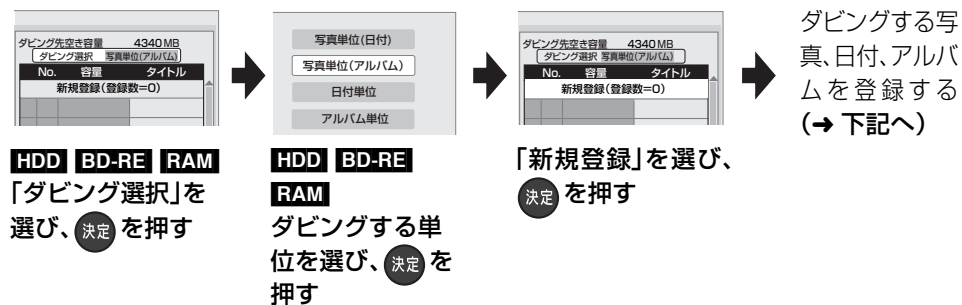 ダビング先空き容量 4340MB
ダビング選択 写真単位(アルバム)
No. 容量 タイトル
新規登録(登録数=0)
HDD BD-RE RAM
「ダビング選択」を
選び、決定を押す
写真単位(日付)
写真単位(アルバム)
日付単位
アルバム単位
HDD BD-RE
RAM
ダビングする単
位を選び、決定を
押す
ダビング先空き容量 4340MB
ダビング選択 写真単位(アルバム)
No. 容量 タイトル
新規登録(登録数=0)
「新規登録」を選び、
決定を押す
ダビングする写
真、日付、アルバ
ムを登録する
(➜ 下記へ)